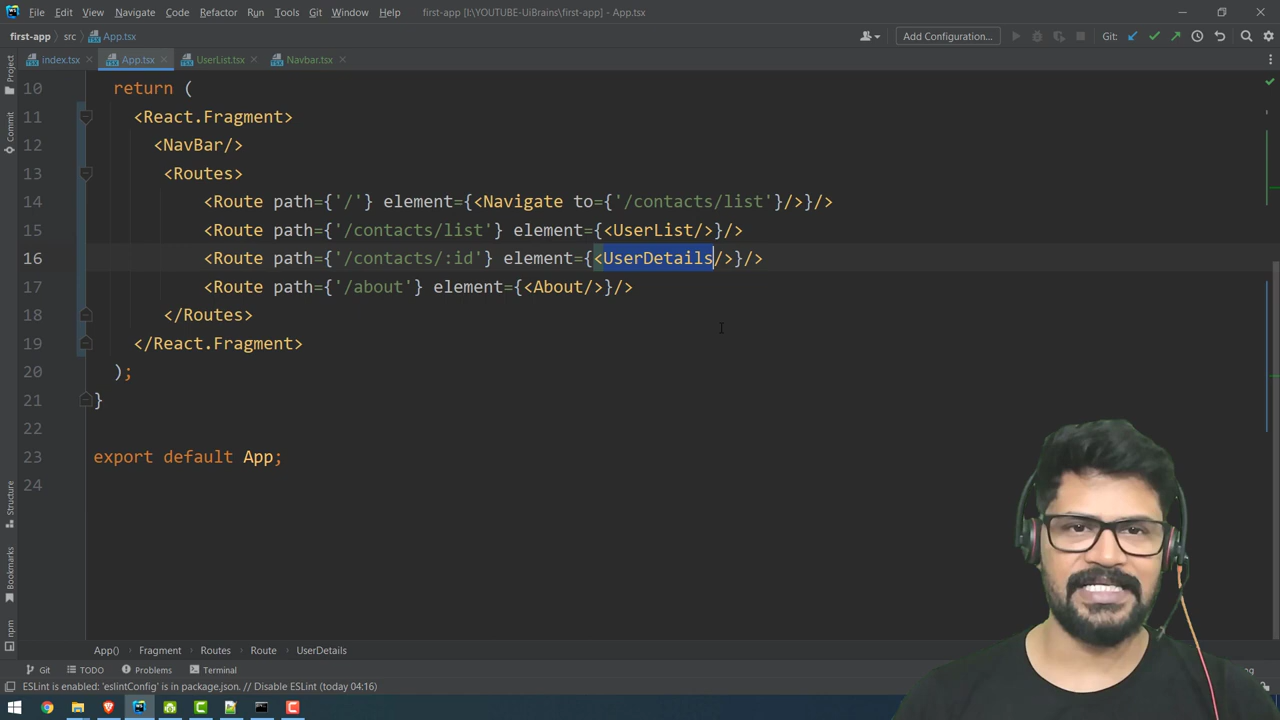 File Edit View Navigate Code Refactor Run Tools Git Window Help first-app [I:\YOUTUBE-UiBrains\first-app] - App.tsx
first-app src App.tsx Add Configuration... Git:
Project index.tsx App.tsx UserList.tsx Navbar.tsx
Commit
10 return (
11 <React.Fragment>
12 <NavBar/>
13 <Routes>
14 <Route path={'/'} element={<Navigate to={'/contacts/list'}/>}/>
15 <Route path={'/contacts/list'} element={<UserList/>}/>
16 <Route path={'/contacts/:id'} element={<UserDetails/>}/>
17 <Route path={'/about'} element={<About/>}/>
18 </Routes>
19 </React.Fragment>
20 );
21 }
22
23 export default App;
24
Structure
Bookmarks
npm
App() Fragment Routes Route UserDetails
Git TODO Problems Terminal
ESLint is enabled: 'eslintConfig' is in package.json. // Disable ESLint (today 04:16)